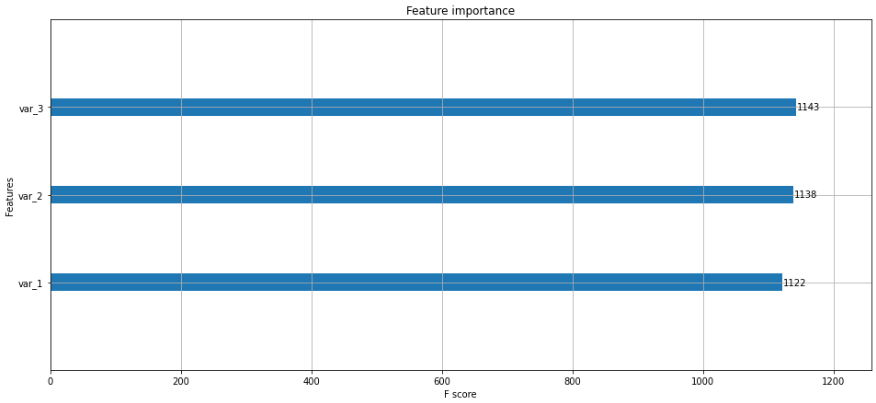 Feature importance
var_3
1143
var_2
1138
var_1
1122
Features
0 200 400 600 800 1000 1200
F score